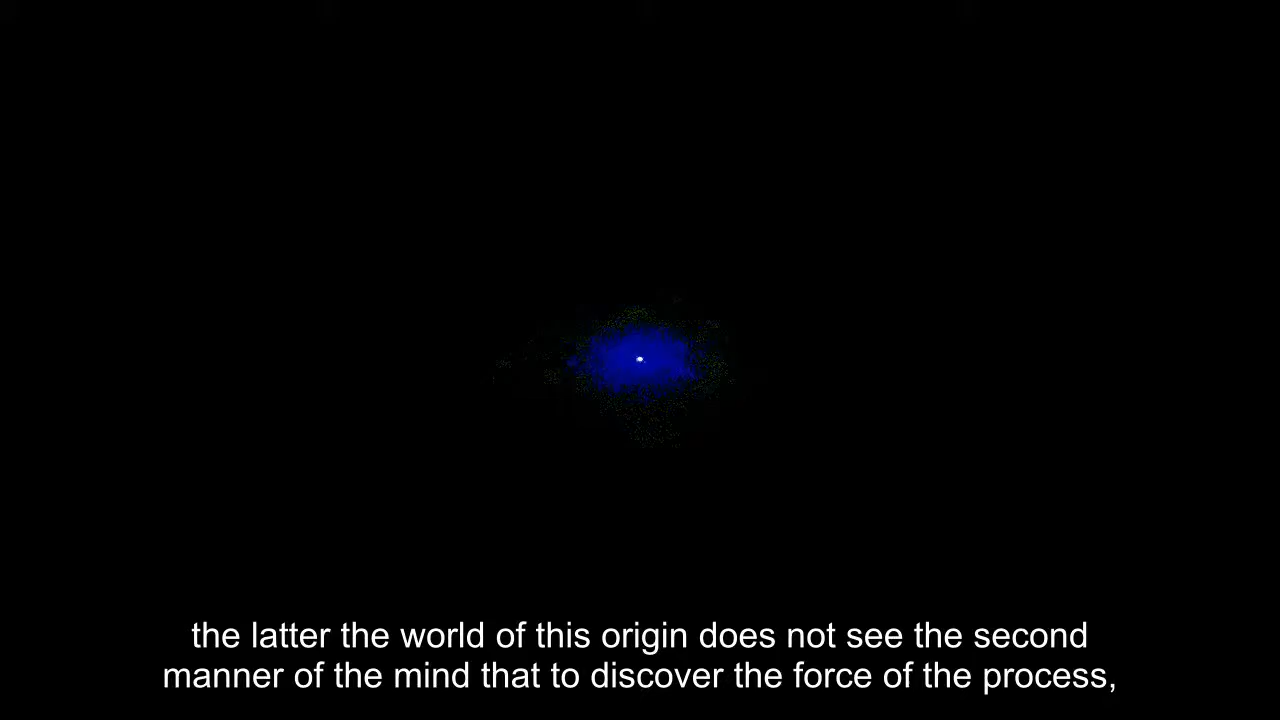 the latter the world of this origin does not see the second
manner of the mind that to discover the force of the process,